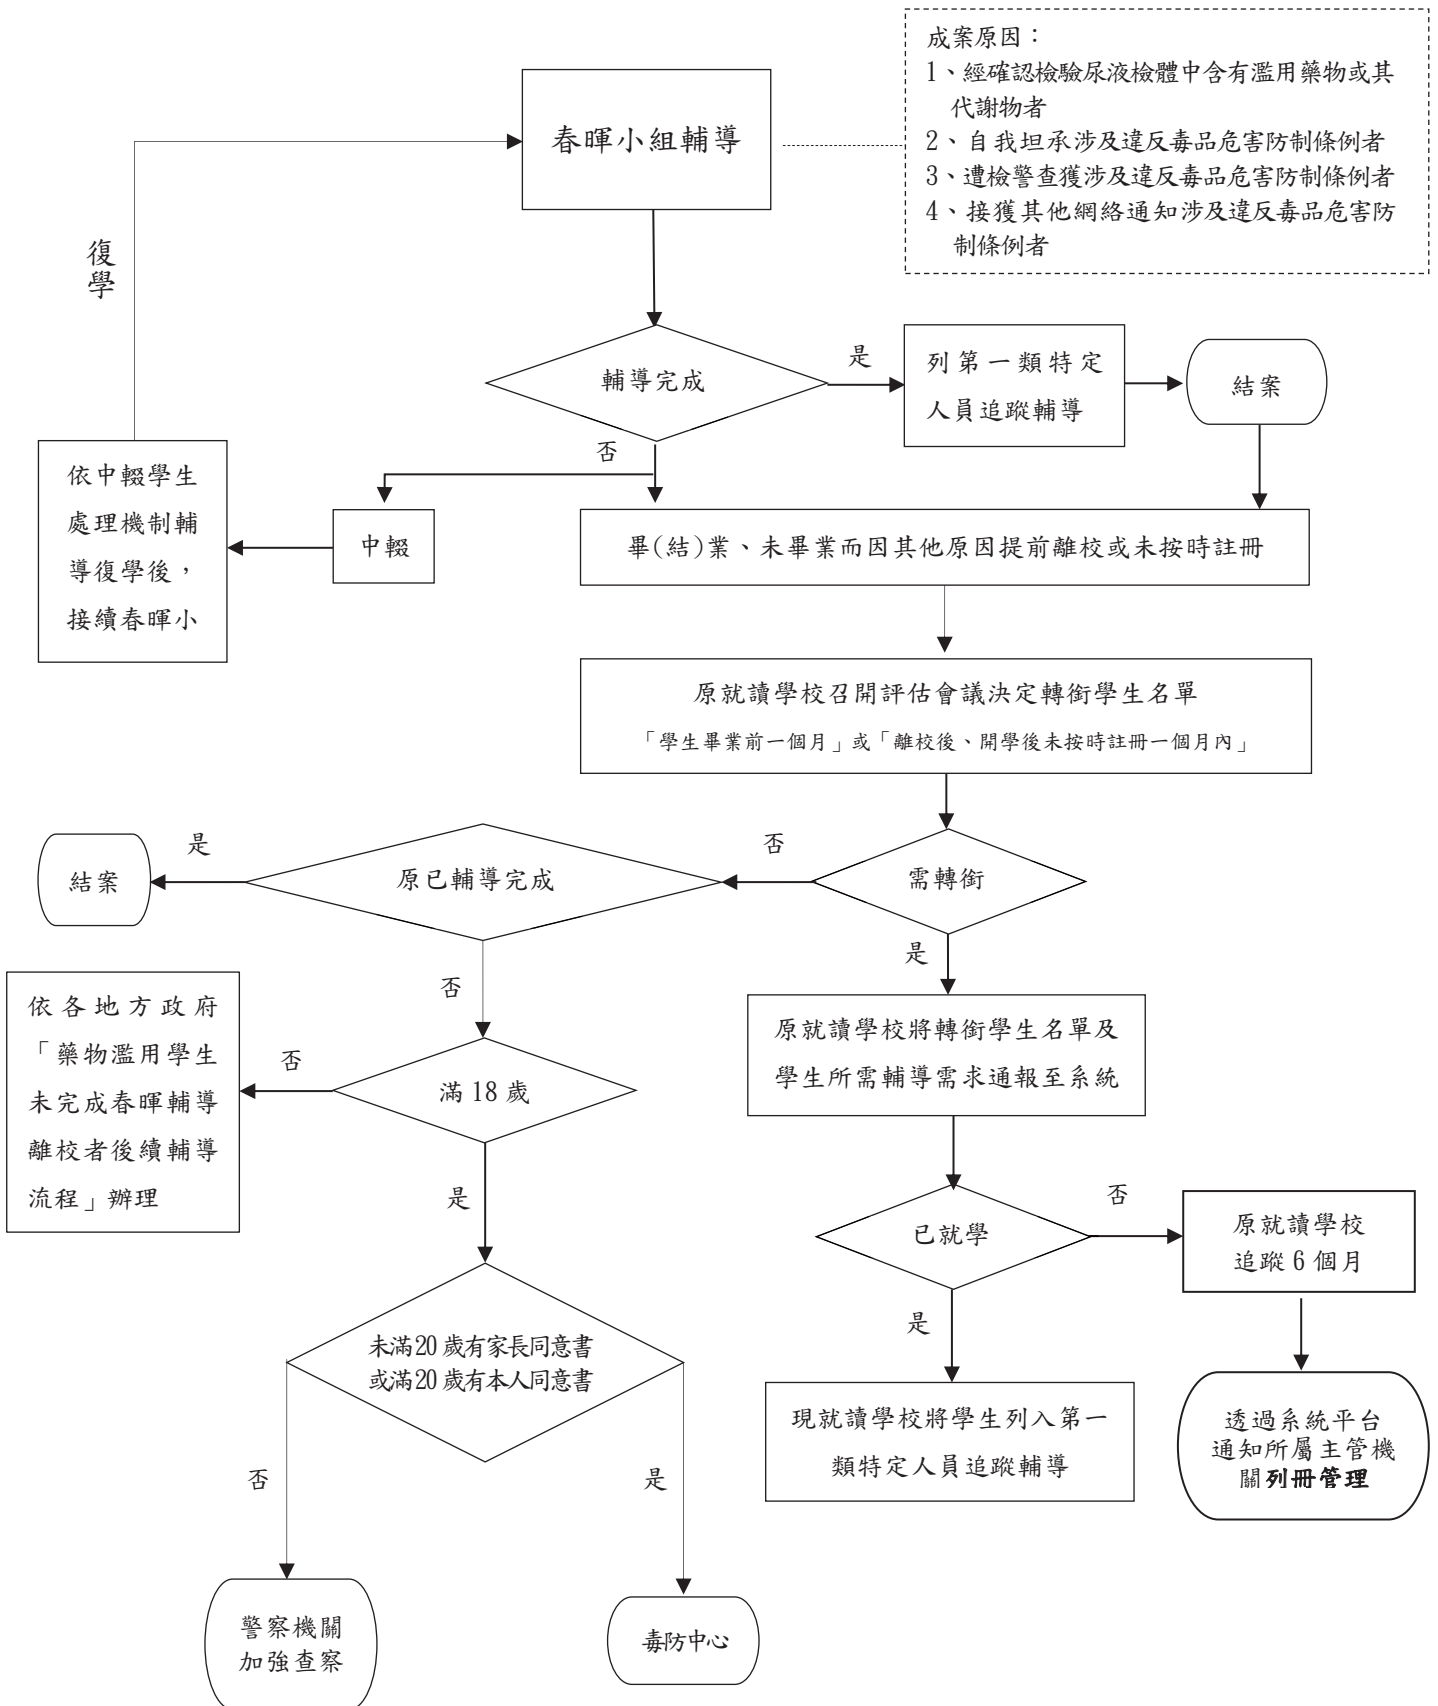 成案原因：
1、經確認檢驗尿液檢體中含有濫用藥物或其
代謝物者
2、自我坦承涉及違反毒品危害防制條例者
3、遭檢警查獲涉及違反毒品危害防制條例者
4、接獲其他網絡通知涉及違反毒品危害防
制條例者
春暉小組輔導
復
學
輔導完成
是
列第一類特定
人員追蹤輔導
結案
否
依中輟學生
處理機制輔
導復學後，
接續春暉小
中輟
畢(結)業、未畢業而因其他原因提前離校或未按時註冊
原就讀學校召開評估會議決定轉銜學生名單
「學生畢業前一個月」或「離校後、開學後未按時註冊一個月內」
結案
是
原已輔導完成
否
需轉銜
是
否
依各地方政府
「藥物濫用學生
未完成春暉輔導
離校者後續輔導
流程」辦理
否
滿18歲
原就讀學校將轉銜學生名單及
學生所需輔導需求通報至系統
是
已就學
否
原就讀學校
追蹤6個月
是
未滿20歲有家長同意書
或滿20歲有本人同意書
現就讀學校將學生列入第一
類特定人員追蹤輔導
透過系統平台
通知所屬主管機
關列冊管理
否
是
警察機關
加強查察
毒防中心